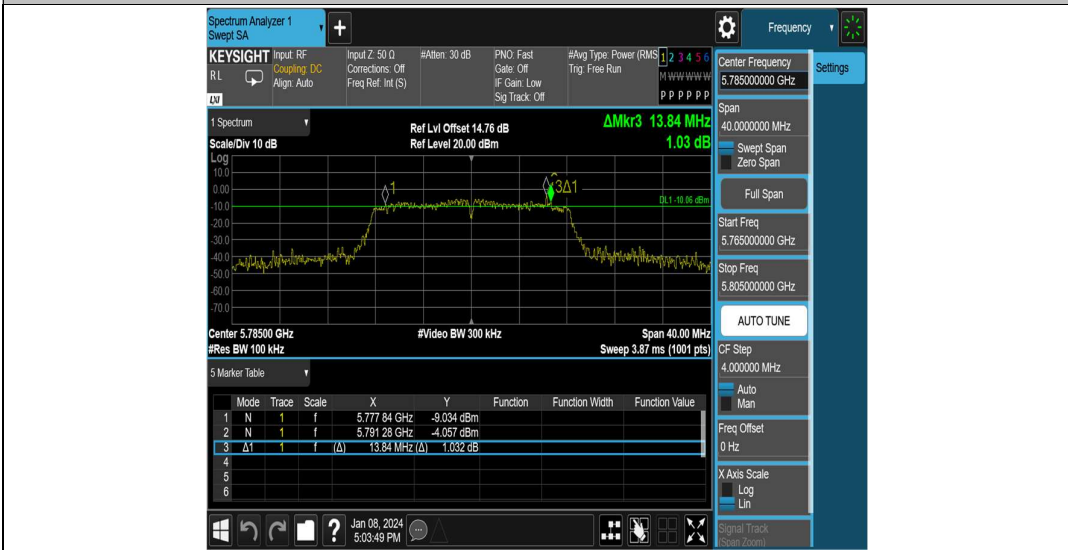 Spectrum Analyzer 1
Swept SA
+
Frequency
KEYSIGHT
RL
LXI
Input: RF
Coupling: DC
Align: Auto
Input Z: 50 Ω
Corrections: Off
Freq Ref: Int (S)
#Atten: 30 dB
PNO: Fast
Gate: Off
IF Gain: Low
Sig Track: Off
#Avg Type: Power (RMS
Trig: Free Run
1 2 3 4 5 6
M W W W W W
P P P P P P
1 Spectrum
Scale/Div 10 dB
Ref Lvl Offset 14.76 dB
Ref Level 20.00 dBm
ΔMkr3 13.84 MHz
1.03 dB
Log
10.0
0.00
-10.0
-20.0
-30.0
-40.0
-50.0
-60.0
-70.0
1
3Δ1
DL1 -10.06 dBm
Center 5.78500 GHz
#Res BW 100 kHz
#Video BW 300 kHz
Span 40.00 MHz
Sweep 3.87 ms (1001 pts)
5 Marker Table
Mode Trace Scale X Y Function Function Width Function Value
1 N 1 f 5.777 84 GHz -9.034 dBm
2 N 1 f 5.791 28 GHz -4.057 dBm
3 Δ1 1 f (Δ) 13.84 MHz (Δ) 1.032 dB
4
5
6
?
Jan 08, 2024
5:03:49 PM
Center Frequency
5.785000000 GHz
Settings
Span
40.0000000 MHz
Swept Span
Zero Span
Full Span
Start Freq
5.765000000 GHz
Stop Freq
5.805000000 GHz
AUTO TUNE
CF Step
4.000000 MHz
Auto
Man
Freq Offset
0 Hz
X Axis Scale
Log
Lin
Signal Track
(Span Zoom)